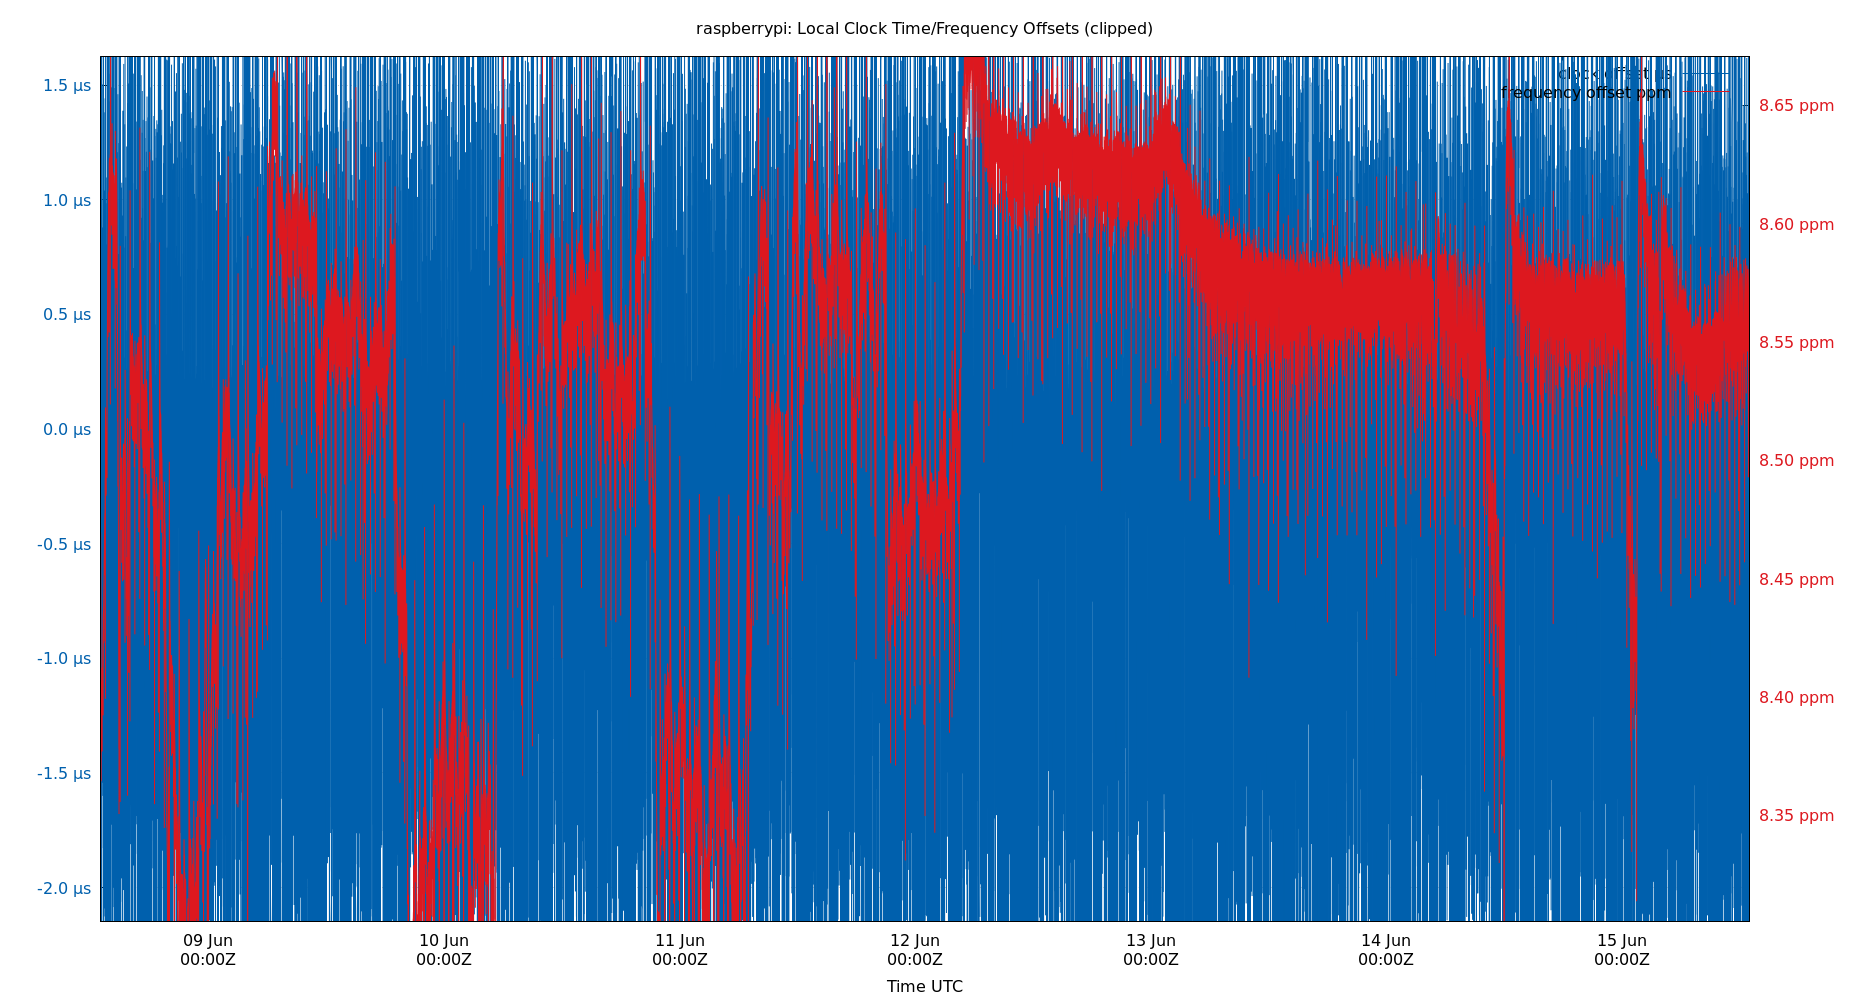 raspberrypi: Local Clock Time/Frequency Offsets (clipped)
clock offset µs
frequency offset ppm
1.5 µs
1.0 µs
0.5 µs
0.0 µs
-0.5 µs
-1.0 µs
-1.5 µs
-2.0 µs
8.65 ppm
8.60 ppm
8.55 ppm
8.50 ppm
8.45 ppm
8.40 ppm
8.35 ppm
09 Jun 10 Jun 11 Jun 12 Jun 13 Jun 14 Jun 15 Jun
00:00Z 00:00Z 00:00Z 00:00Z 00:00Z 00:00Z 00:00Z
Time UTC